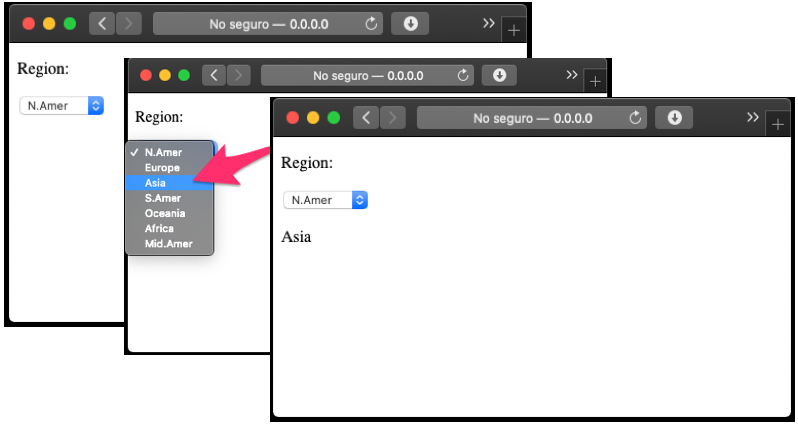 No seguro — 0.0.0.0
Region:
N.Amer
No seguro — 0.0.0.0
Region:
✓ N.Amer
Europe
Asia
S.Amer
Oceania
Africa
Mid.Amer
No seguro — 0.0.0.0
Region:
N.Amer
Asia